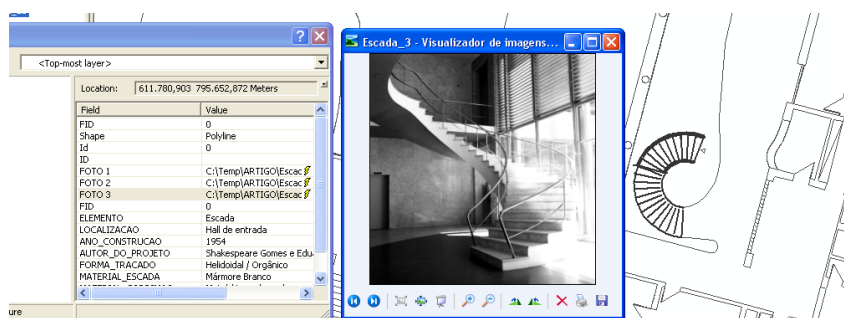 <Top-most layer>
Location: 611.780,903 795.652,872 Meters
Field Value
FID 0
Shape Polyline
Id 0
ID
FOTO 1 C:\Temp\ARTIGO\Escac
FOTO 2 C:\Temp\ARTIGO\Escac
FOTO 3 C:\Temp\ARTIGO\Escac
FID 0
ELEMENTO Escada
LOCALIZACAO Hall de entrada
ANO_CONSTRUCAO 1954
AUTOR_DO_PROJETO Shakespeare Gomes e Edu
FORMA_TRACADO Helidoidal / Orgânico
MATERIAL_ESCADA Mármore Branco
ure
Escada_3 - Visualizador de imagens...